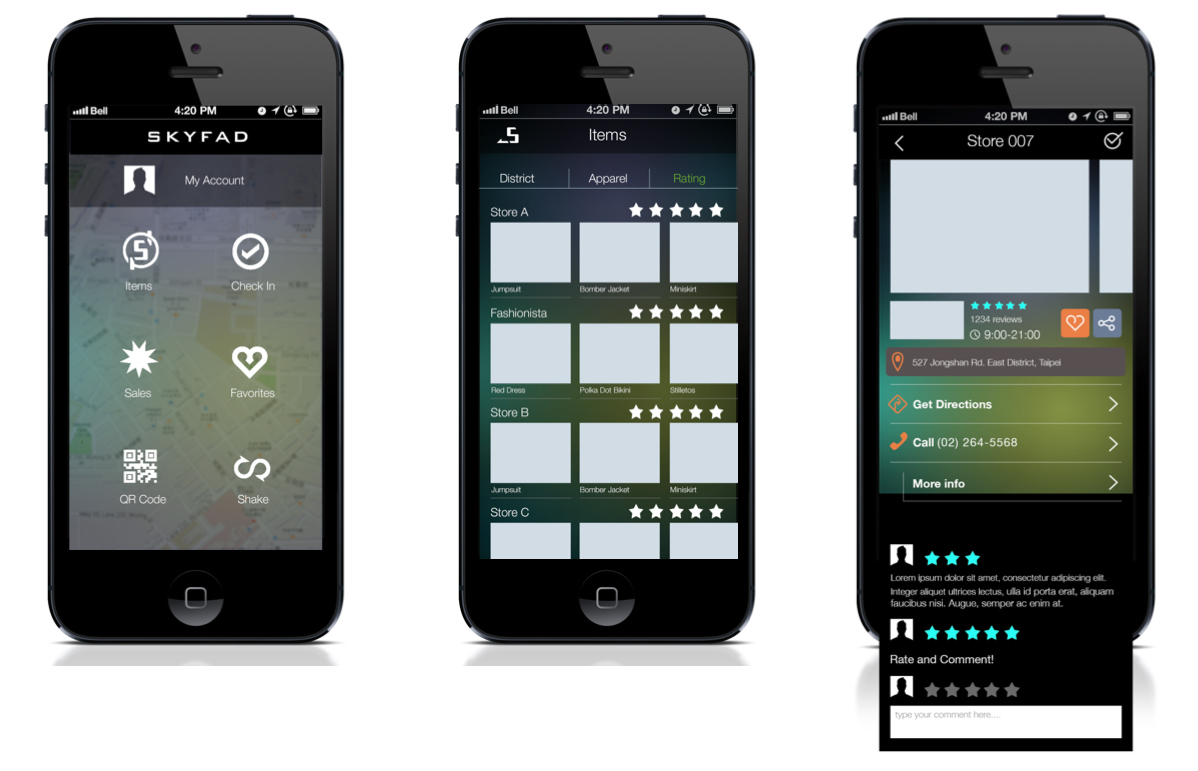 Bell 4:20 PM
SKYFAD
My Account
Items Check In
Sales Favorites
QR Code Shake
Bell 4:20 PM
Items
District Apparel Rating
Store A
Jumpsuit Bomber Jacket Miniskirt
Fashionista
Red Dress Polka Dot Bikini Stilletos
Store B
Jumpsuit Bomber Jacket Miniskirt
Store C
Bell 4:20 PM
Store 007
1234 reviews
9:00-21:00
527 Jongshan Rd. East District, Taipei
Get Directions
Call (02) 264-5568
More info
Lorem ipsum dolor sit amet, consectetur adipiscing elit.
Integer aliquet ultrices lectus, ulla id porta erat, aliquam
faucibus nisi. Augue, semper ac enim at.
Rate and Comment!
type your comment here....